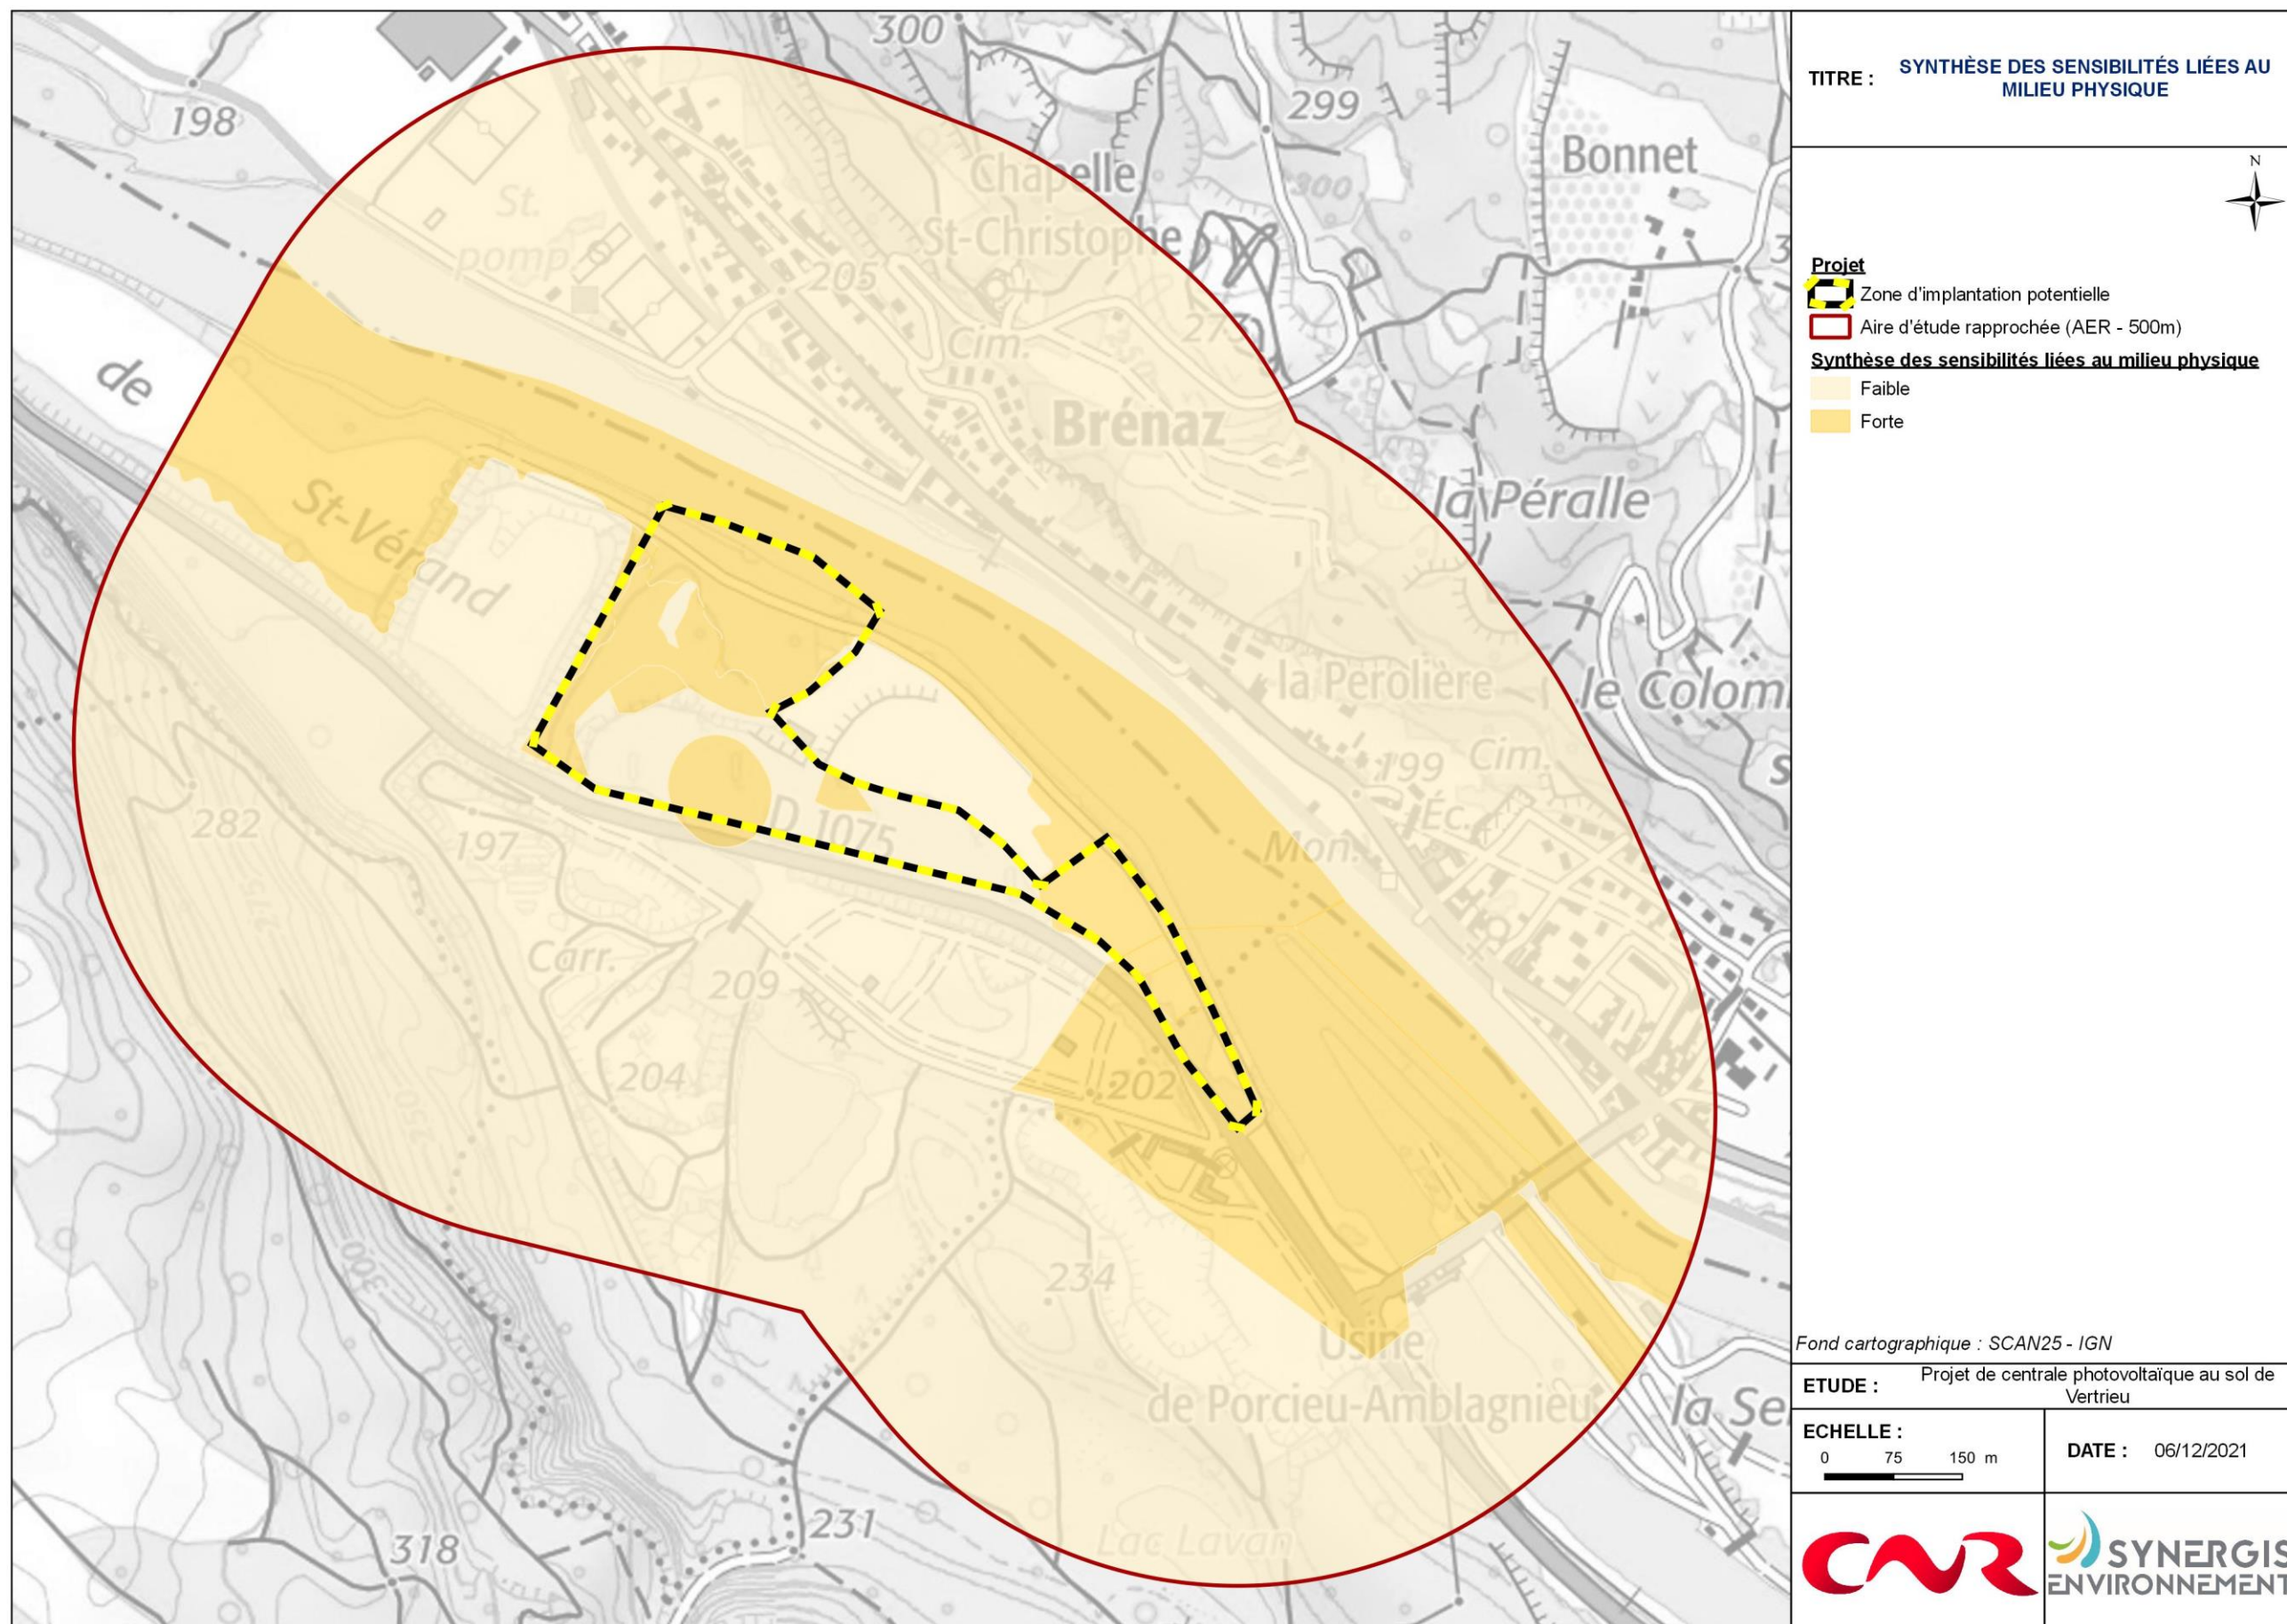 300
299
198
Bonnet
Chapelle
St-Christophe
300
St.
pomp.
205
de
Cim.
27
Brénaz
la Péralle
St-Vérand
la Perolière
le Colom
199 Cim.
Éc.
Mon.
282
197
D 1075
Carr.
209
204
202
234
300
Usine
de Porcieu-Amblagnieu
la Se
Lac Lavan
231
318
TITRE :
SYNTHÈSE DES SENSIBILITÉS LIÉES AU
MILIEU PHYSIQUE
N
Projet
Zone d'implantation potentielle
Aire d'étude rapprochée (AER - 500m)
Synthèse des sensibilités liées au milieu physique
Faible
Forte
Fond cartographique : SCAN25 - IGN
ETUDE :
Projet de centrale photovoltaïque au sol de
Vertrieu
ECHELLE :
0 75 150 m
DATE : 06/12/2021
CNR
SYNERGIS
ENVIRONNEMENT